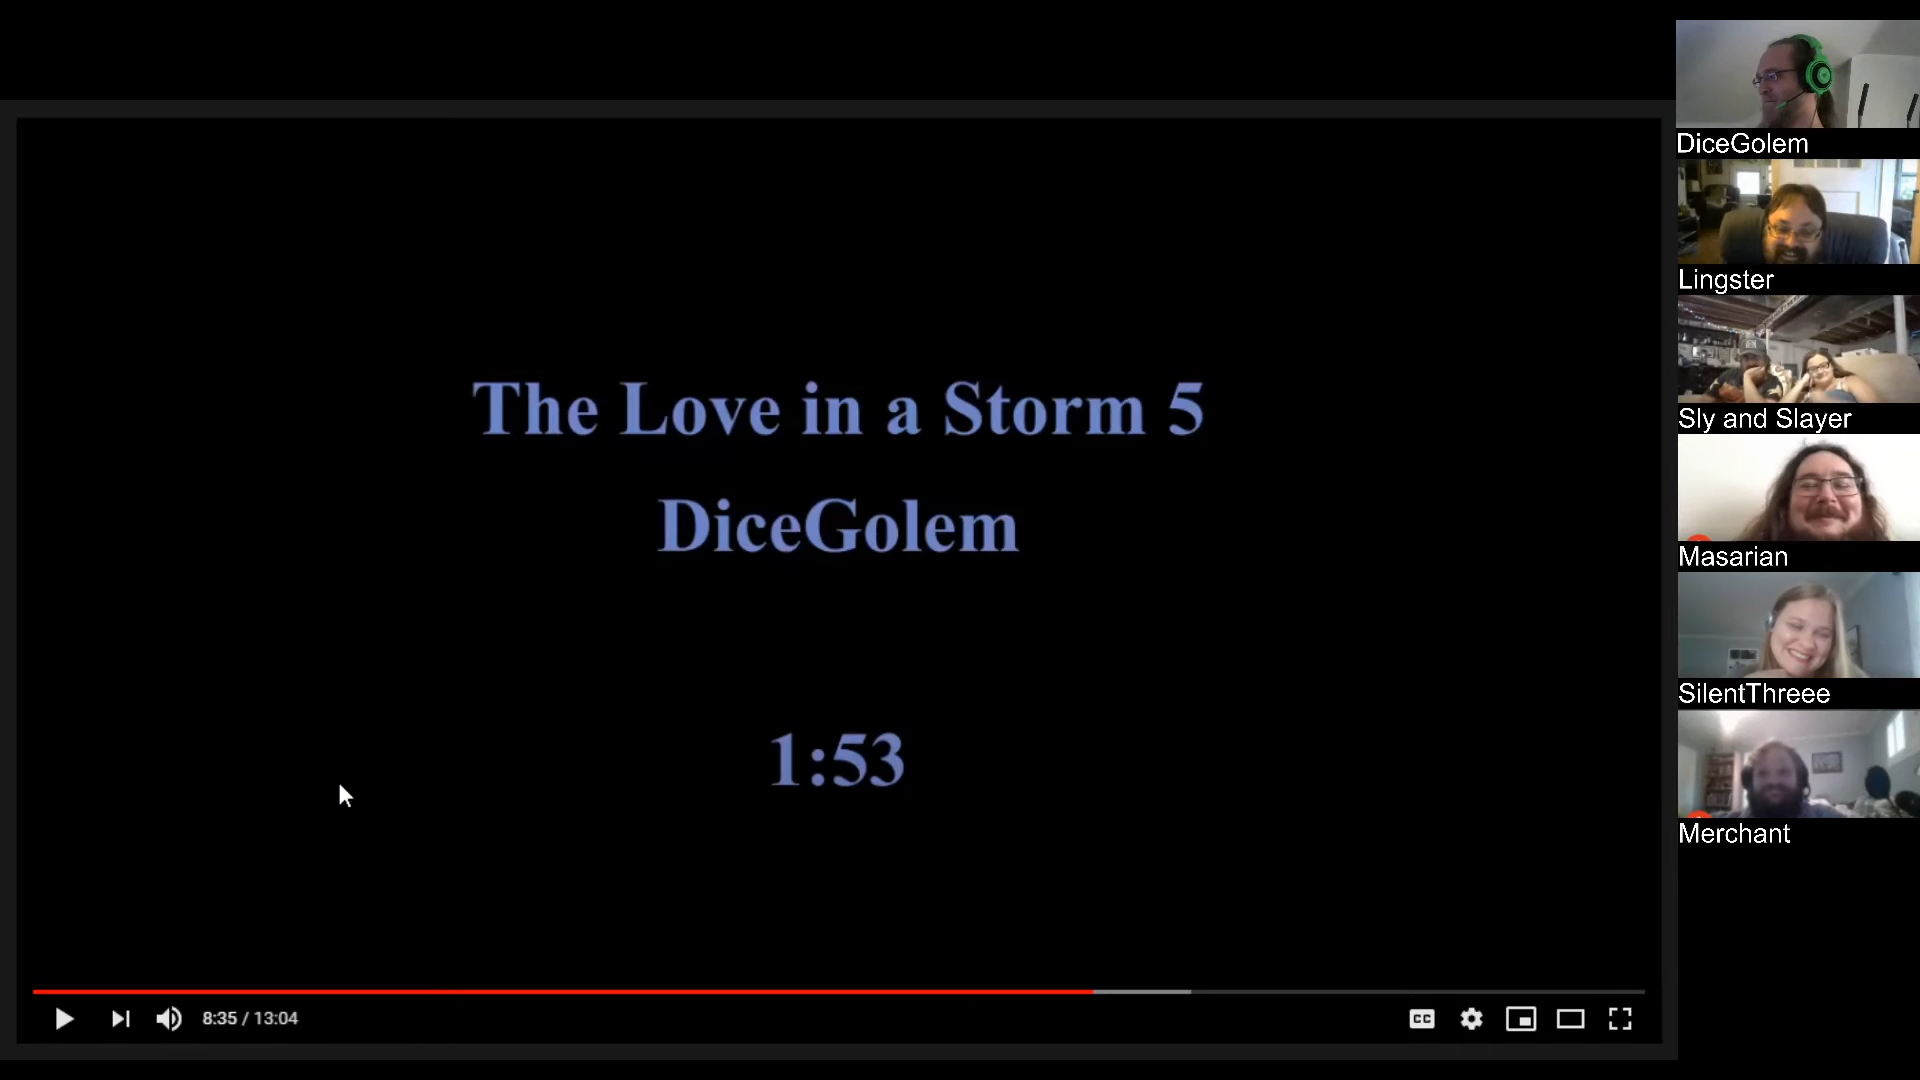 The Love in a Storm 5
DiceGolem
1:53
8:35 / 13:04
CC
DiceGolem
Lingster
Sly and Slayer
Masarian
SilentThreee
Merchant